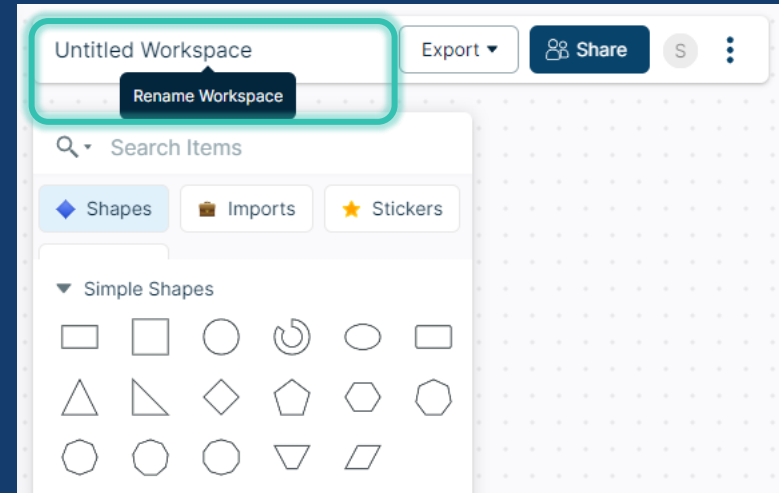 Untitled Workspace
Export
Share
S
Rename Workspace
Search Items
Shapes
Imports
Stickers
Simple Shapes